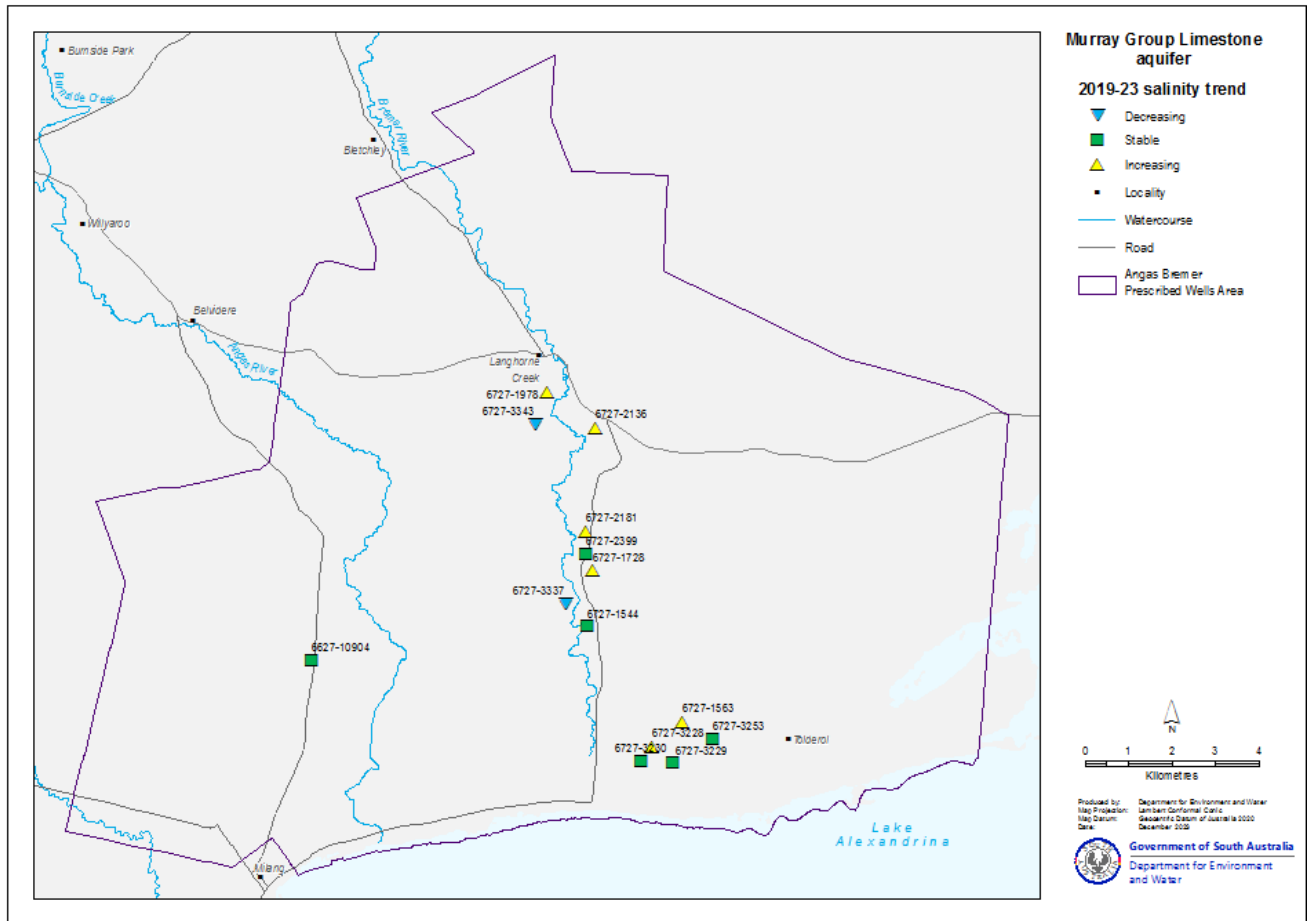 Burnside Park
Burnside Creek
Bremer River
Bletchley
Willyaroo
Belvidere
Angas River
Langhorne
Creek
6727-1978
6727-3343
6727-2136
6727-2181
6727-2399
6727-1728
6727-3337
6727-1544
6627-10904
6727-1563
6727-3228
6727-3253
6727-3230
6727-3229
Tolderol
Lake
Alexandrina
Milang
Murray Group Limestone
aquifer
2019-23 salinity trend
Decreasing
Stable
Increasing
Locality
Watercourse
Road
Angas Bremer
Prescribed Wells Area
N
0 1 2 3 4
Kilometres
Produced by: Department for Environment and Water
Map Projection: Lambert Conformal Conic
Map Datum: Geocentric Datum of Australia 2020
Date: December 2023
Government of South Australia
Department for Environment
and Water